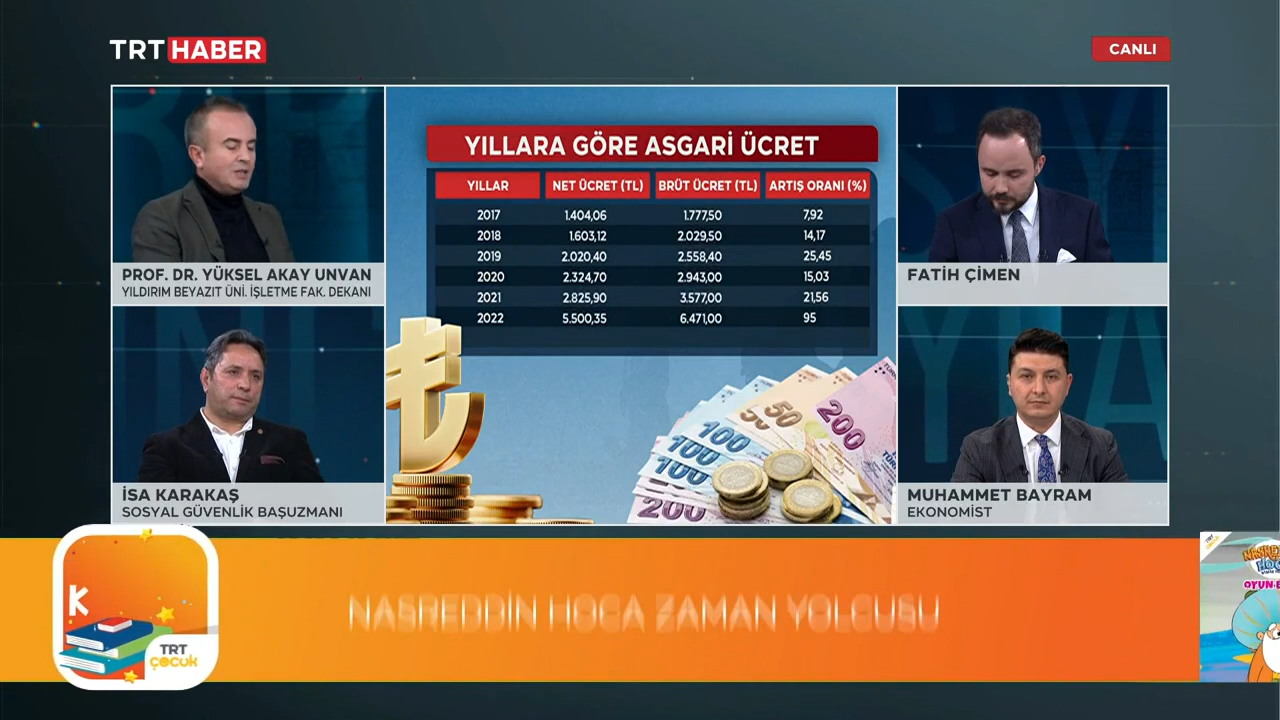 TRT HABER
CANLI
PROF. DR. YÜKSEL AKAY UNVAN
YILDIRIM BEYAZIT ÜNİ. İŞLETME FAK. DEKANI
İSA KARAKAŞ
SOSYAL GÜVENLİK BAŞUZMANI
YILLARA GÖRE ASGARİ ÜCRET
YILLAR NET ÜCRET (TL) BRÜT ÜCRET (TL) ARTIŞ ORANI (%)
2017 1.404,06 1.777,50 7,92
2018 1.603,12 2.029,50 14,17
2019 2.020,40 2.558,40 25,45
2020 2.324,70 2.943,00 15,03
2021 2.825,90 3.577,00 21,56
2022 5.500,35 6.471,00 95
50
200
100
100
200
FATİH ÇİMEN
MUHAMMET BAYRAM
EKONOMİST
K
TRT
çocuk
NASREDDİN HOCA ZAMAN YOLCUSU